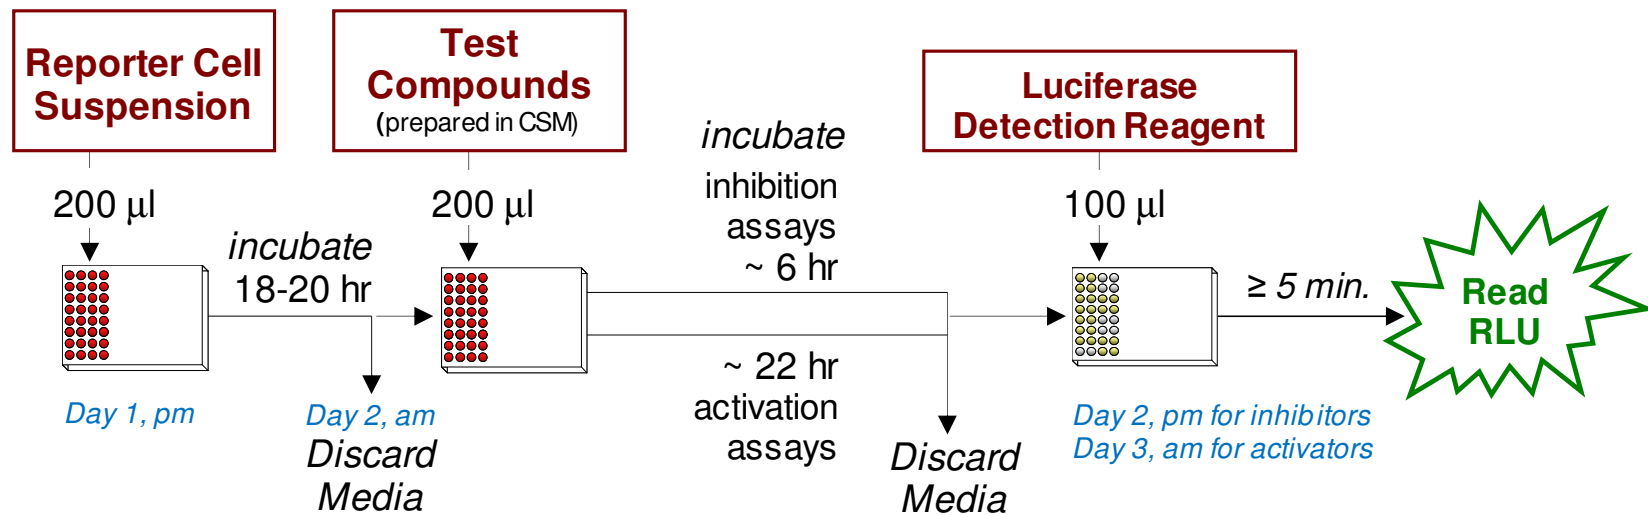 Reporter Cell
Suspension
200 µl
incubate
18-20 hr
Day 1, pm
Test
Compounds
(prepared in CSM)
200 µl
Day 2, am
Discard
Media
incubate
inhibition
assays
~ 6 hr
~ 22 hr
activation
assays
Discard
Media
Luciferase
Detection Reagent
100 µl
Day 2, pm for inhibitors
Day 3, am for activators
≥ 5 min.
Read
RLU